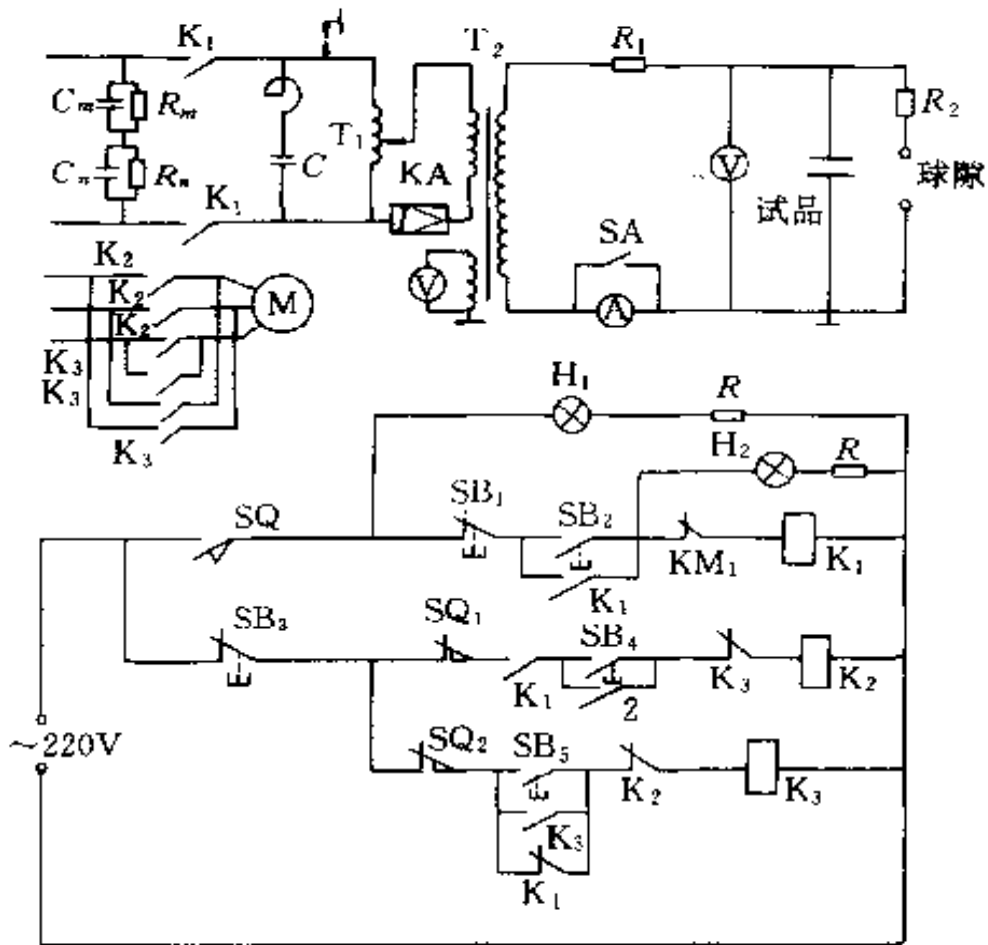 K₁ T₂ R₁
Cₘ Rₘ T₁ R₂
Cₙ Rₙ C KA V 球隙
K₁ 试品
K₂ SA
K₂ M V A
K₂
K₃
K₃
K₃
H₁ R
H₂ R
SQ SB₁ SB₂ KM₁ K₁
K₁
SB₃ SQ₁ K₁ SB₄ K₃ K₂
2
～220V
SQ₂ SB₅ K₂ K₃
K₃
K₁